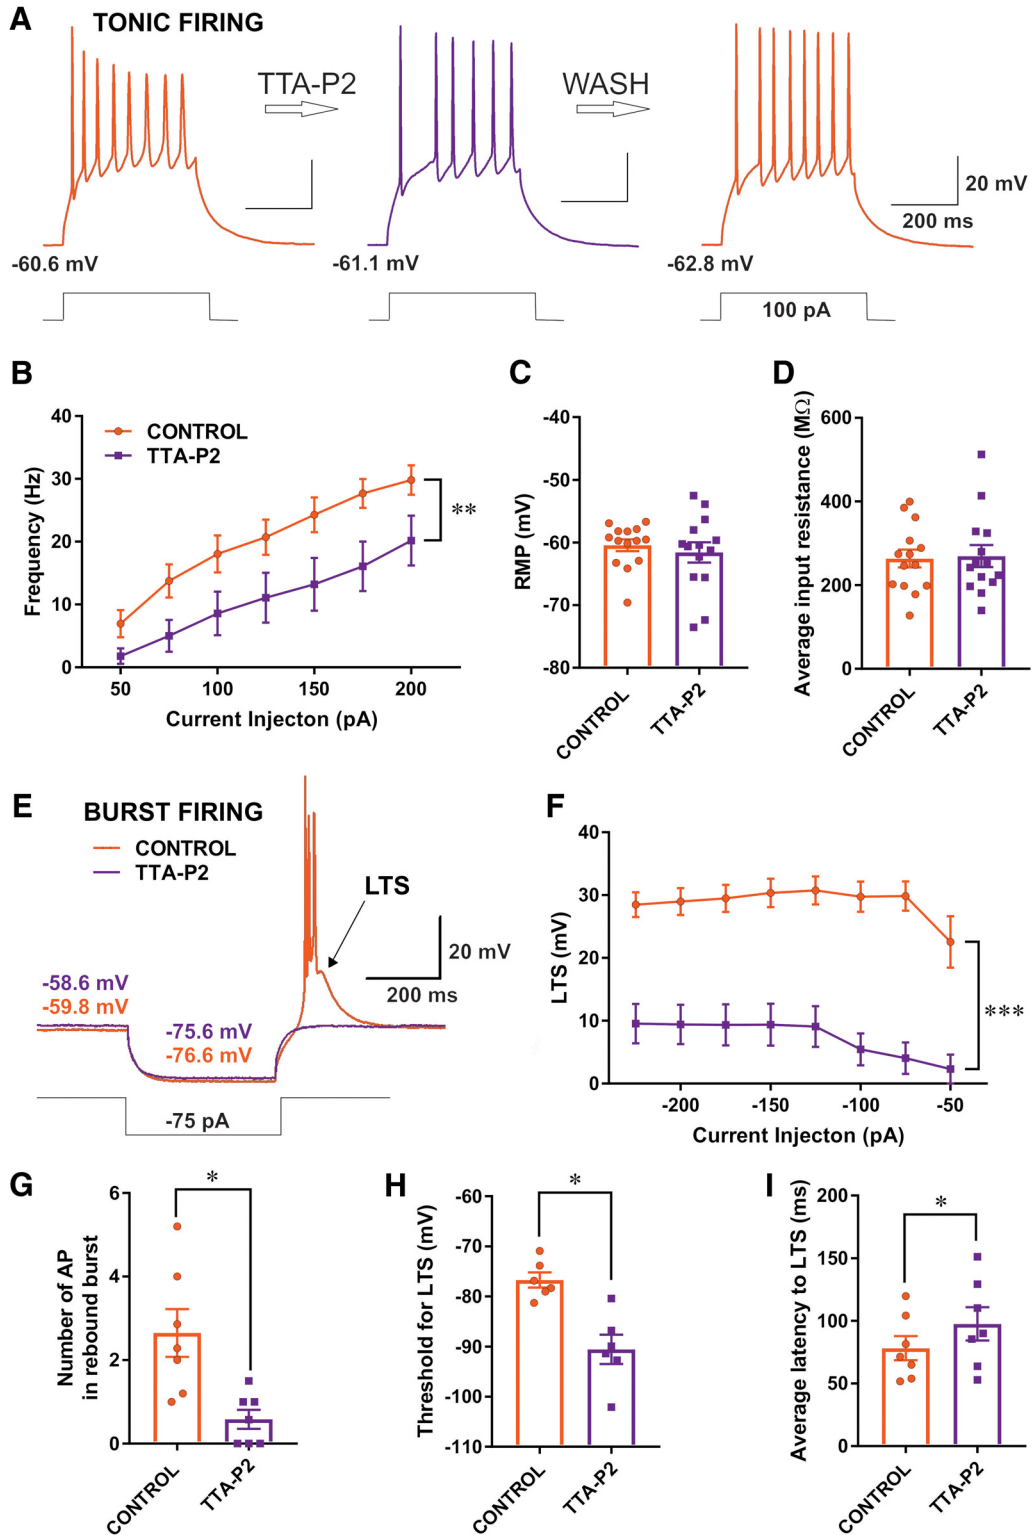 A
TONIC FIRING
TTA-P2
WASH
20 mV
200 ms
-60.6 mV
-61.1 mV
-62.8 mV
100 pA
B
40
30
20
10
0
Frequency (Hz)
CONTROL
TTA-P2
**
50
100
150
200
Current Injecton (pA)
C
-40
-50
-60
-70
-80
RMP (mV)
CONTROL
TTA-P2
D
600
400
200
0
Average input resistance (MΩ)
CONTROL
TTA-P2
E
BURST FIRING
CONTROL
TTA-P2
LTS
20 mV
200 ms
-58.6 mV
-59.8 mV
-75.6 mV
-76.6 mV
-75 pA
F
40
30
20
10
0
LTS (mV)
***
-200
-150
-100
-50
Current Injecton (pA)
G
6
4
2
0
Number of AP
in rebound burst
*
CONTROL
TTA-P2
H
-60
-70
-80
-90
-100
-110
Threshold for LTS (mV)
*
CONTROL
TTA-P2
I
200
150
100
50
0
Average latency to LTS (ms)
*
CONTROL
TTA-P2